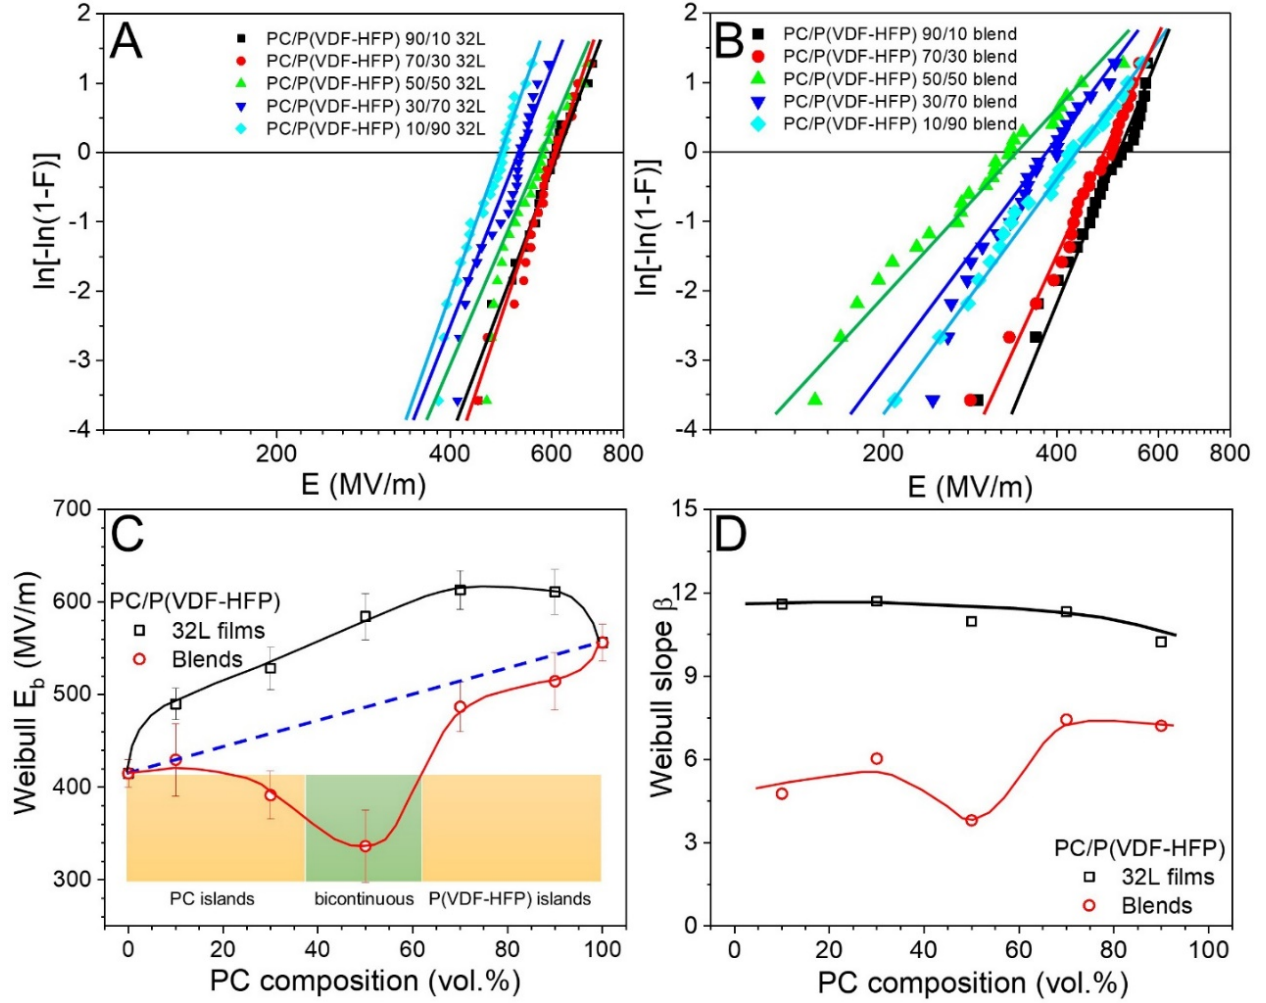 A
PC/P(VDF-HFP) 90/10 32L
PC/P(VDF-HFP) 70/30 32L
PC/P(VDF-HFP) 50/50 32L
PC/P(VDF-HFP) 30/70 32L
PC/P(VDF-HFP) 10/90 32L
2
1
0
-1
-2
-3
-4
ln[-ln(1-F)]
200
400
600
800
E (MV/m)
B
PC/P(VDF-HFP) 90/10 blend
PC/P(VDF-HFP) 70/30 blend
PC/P(VDF-HFP) 50/50 blend
PC/P(VDF-HFP) 30/70 blend
PC/P(VDF-HFP) 10/90 blend
2
1
0
-1
-2
-3
-4
ln[-ln(1-F)]
200
400
600
800
E (MV/m)
C
PC/P(VDF-HFP)
32L films
Blends
700
600
500
400
300
Weibull E_b (MV/m)
PC islands
bicontinuous
P(VDF-HFP) islands
0
20
40
60
80
100
PC composition (vol.%)
D
15
12
9
6
3
0
Weibull slope β
PC/P(VDF-HFP)
32L films
Blends
0
20
40
60
80
100
PC composition (vol.%)